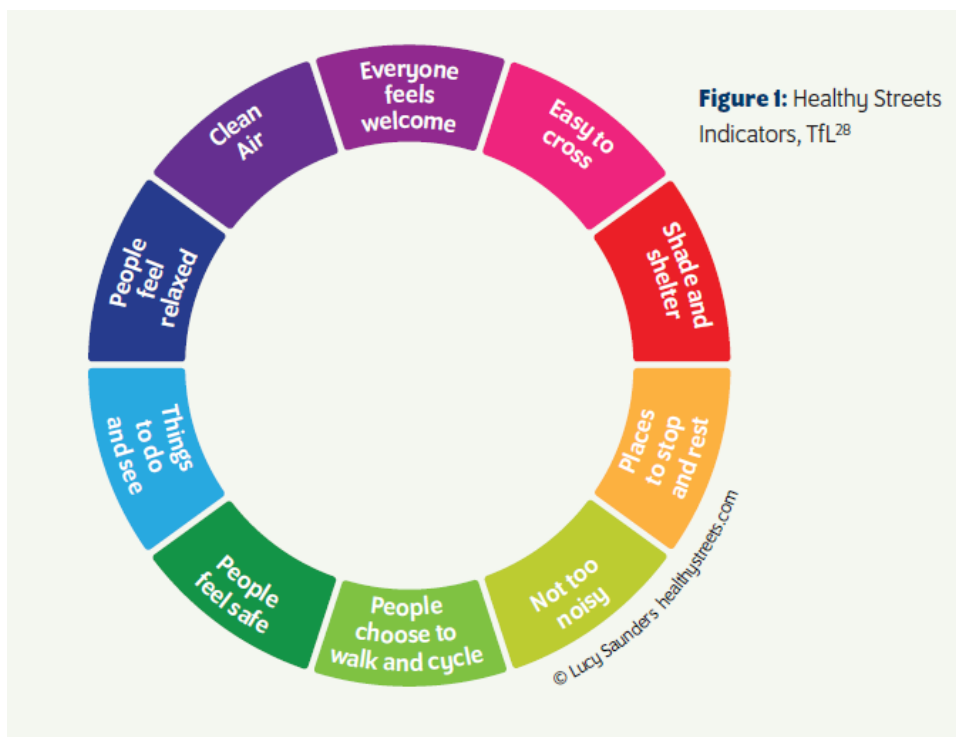 Everyone
feels
welcome
Easy to
cross
Shade and
shelter
Places
to stop
and rest
Not too
noisy
People
choose to
walk and cycle
People
feel safe
Things
to do
and see
People
feel
relaxed
Clean
Air
Figure 1: Healthy Streets
Indicators, TfL28
© Lucy Saunders healthystreets.com